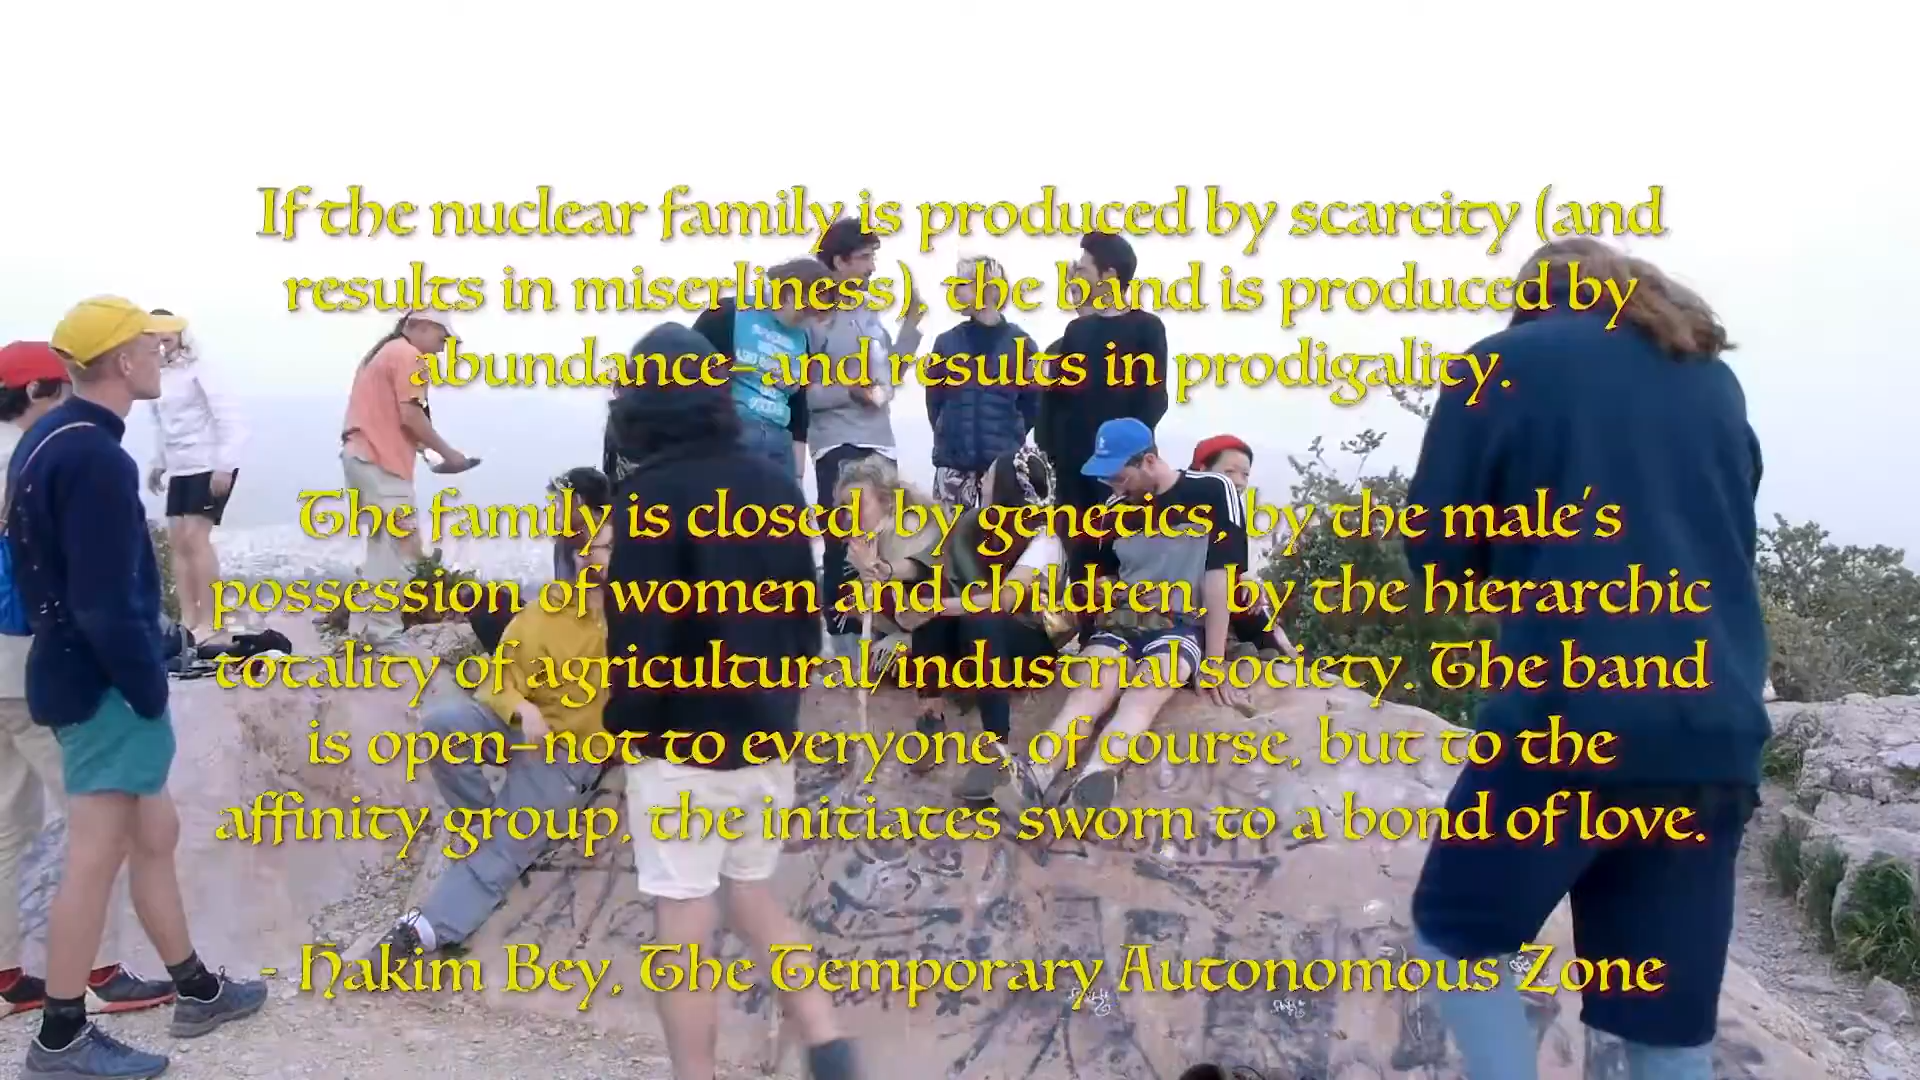 If the nuclear family is produced by scarcity (and
results in miserliness), the band is produced by
abundance-and results in prodigality.
The family is closed, by genetics, by the male's
possession of women and children, by the hierarchic
totality of agricultural/industrial society. The band
is open-not to everyone, of course, but to the
affinity group, the initiates sworn to a bond of love.
- Hakim Bey, The Temporary Autonomous Zone